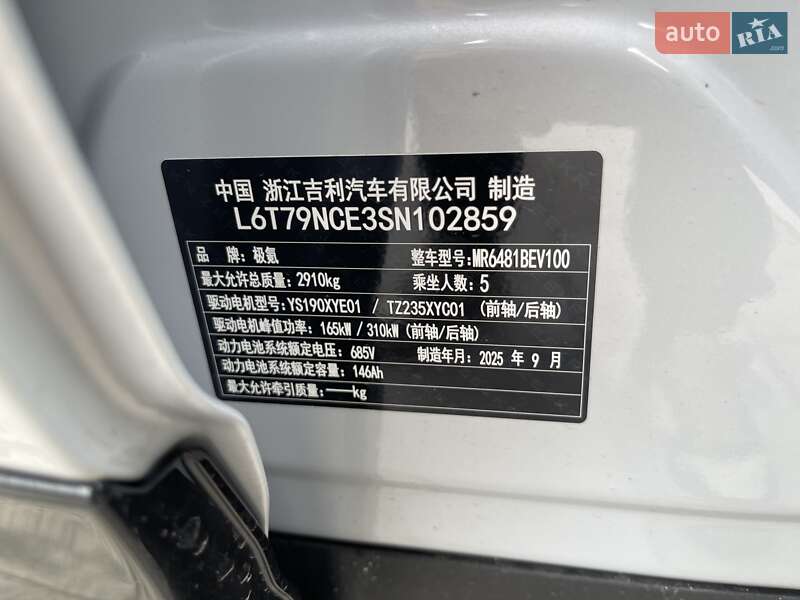 auto RIA.com
中国 浙江吉利汽车有限公司 制造
L6T79NCE3SN102859
品 牌: 极氪 整车型号: MR6481BEV100
最大允许总质量: 2910kg 乘坐人数: 5
驱动电机型号: YS190XYE01 / TZ235XYC01 (前轴/后轴)
驱动电机峰值功率: 165kW / 310kW (前轴/后轴)
动力电池系统额定电压: 685V 制造年月: 2025 年 9 月
动力电池系统额定容量: 146Ah
最大允许牵引质量: ——kg